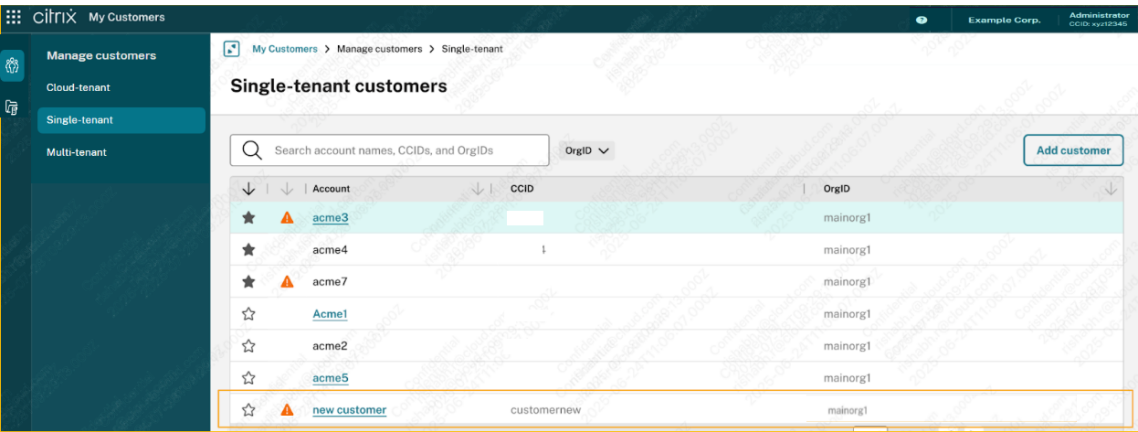 citrix My Customers
? Example Corp. Administrator
CCID: xyz12345
Manage customers
Cloud-tenant
Single-tenant
Multi-tenant
My Customers > Manage customers > Single-tenant
Single-tenant customers
Search account names, CCIDs, and OrgIDs
OrgID
Add customer
Account CCID OrgID
acme3 mainorg1
acme4 mainorg1
acme7 mainorg1
Acme1 mainorg1
acme2 mainorg1
acme5 mainorg1
new customer customernew mainorg1